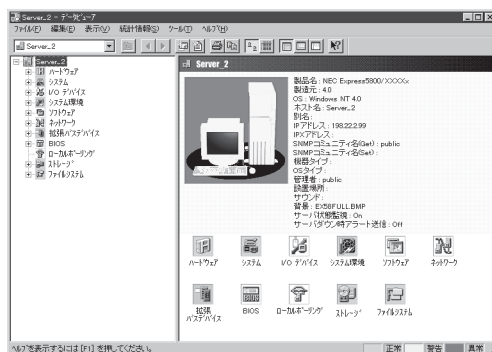 Server_2 - データビューア
ファイル(F) 編集(E) 表示(V) 統計情報(S) ツール(T) ヘルプ(H)
Server_2
Server_2
ハードウェア
システム
I/O デバイス
システム環境
ソフトウェア
ネットワーク
拡張バスデバイス
BIOS
ローカルポーリング
ストレージ
ファイルシステム
Server_2
製品名 : NEC Express5800/XXXXx
製造元 : 4.0
OS : Windows NT 4.0
ホスト名 : Server_2
別名 :
IPアドレス : 198.22.2.99
IPXアドレス :
SNMPコミュニティ名(Get) : public
SNMPコミュニティ名(Set) :
機器タイプ :
OSタイプ :
管理者 : public
設置場所 :
サウンド :
背景 : EX58FULL.BMP
サーバ状態監視 : On
サーバダウン時アラート送信 : Off
ハードウェア システム I/O デバイス システム環境 ソフトウェア ネットワーク
拡張バスデバイス BIOS ローカルポーリング ストレージ ファイルシステム
ヘルプを表示するには [F1] を押してください。
正常 警告 異常